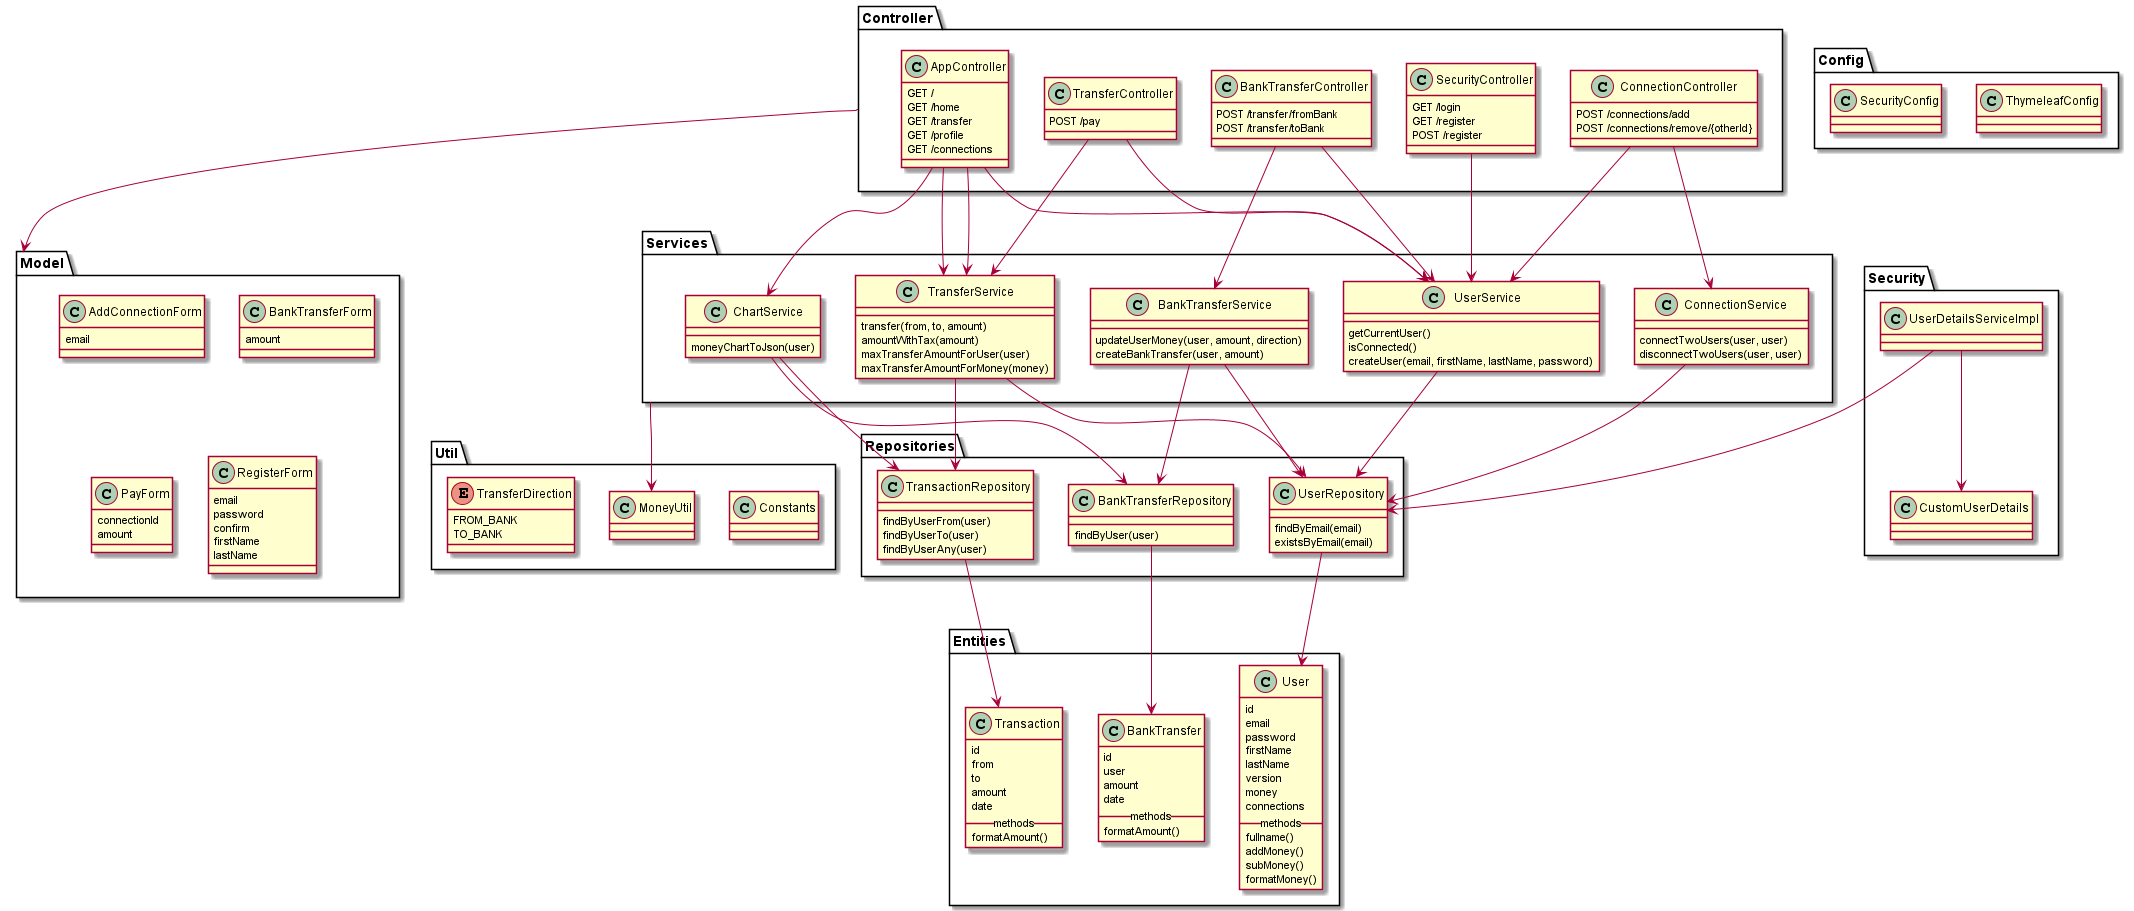 Controller
C AppController
GET /
GET /home
GET /transfer
GET /profile
GET /connections
C TransferController
POST /pay
C BankTransferController
POST /transfer/fromBank
POST /transfer/toBank
C SecurityController
GET /login
GET /register
POST /register
C ConnectionController
POST /connections/add
POST /connections/remove/{otherId}
Config
C SecurityConfig
C ThymeleafConfig
Model
C AddConnectionForm
email
C BankTransferForm
amount
C PayForm
connectionId
amount
C RegisterForm
email
password
confirm
firstName
lastName
Services
C ChartService
moneyChartToJson(user)
C TransferService
transfer(from, to, amount)
amountWithTax(amount)
maxTransferAmountForUser(user)
maxTransferAmountForMoney(money)
C BankTransferService
updateUserMoney(user, amount, direction)
createBankTransfer(user, amount)
C UserService
getCurrentUser()
isConnected()
createUser(email, firstName, lastName, password)
C ConnectionService
connectTwoUsers(user, user)
disconnectTwoUsers(user, user)
Security
C UserDetailsServiceImpl
C CustomUserDetails
Util
E TransferDirection
FROM_BANK
TO_BANK
C MoneyUtil
C Constants
Repositories
C TransactionRepository
findByUserFrom(user)
findByUserTo(user)
findByUserAny(user)
C BankTransferRepository
findByUser(user)
C UserRepository
findByEmail(email)
existsByEmail(email)
Entities
C Transaction
id
from
to
amount
date
methods
formatAmount()
C BankTransfer
id
user
amount
date
methods
formatAmount()
C User
id
email
password
firstName
lastName
version
money
connections
methods
fullname()
addMoney()
subMoney()
formatMoney()